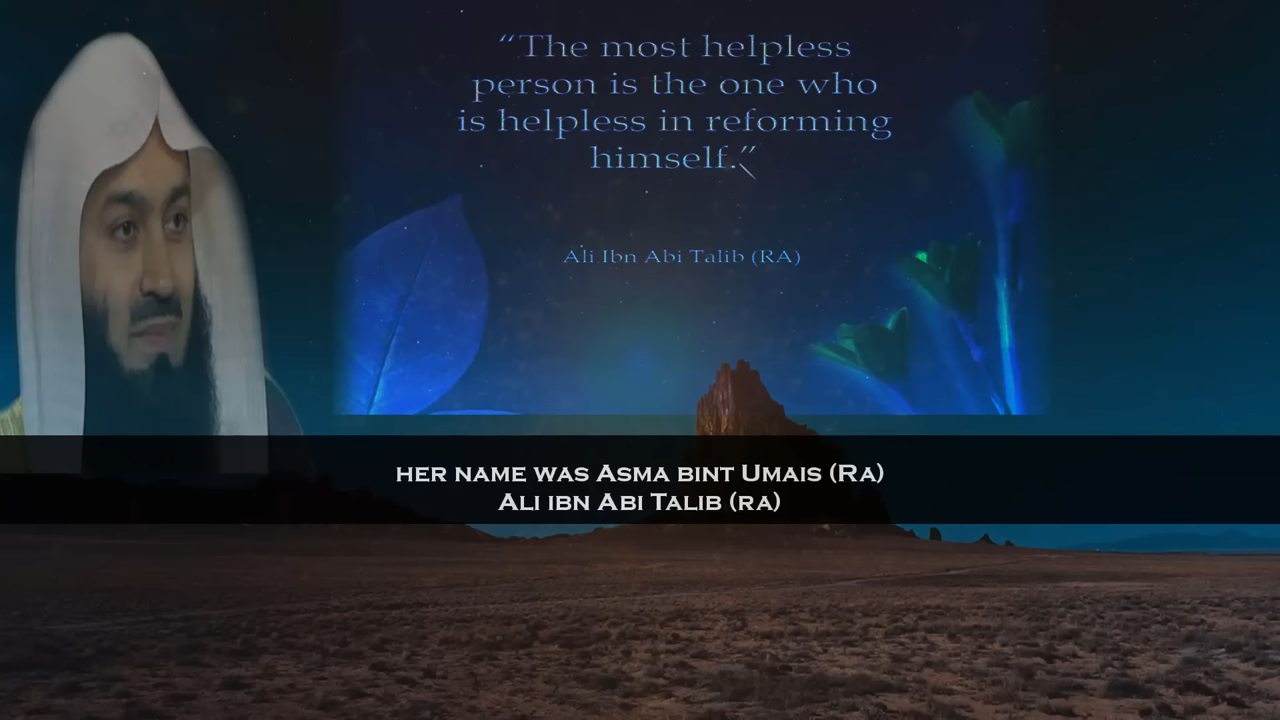 “The most helpless
person is the one who
is helpless in reforming
himself.”
Ali Ibn Abi Talib (RA)
HER NAME WAS ASMA BINT UMAIS (RA)
ALI IBN ABI TALIB (RA)